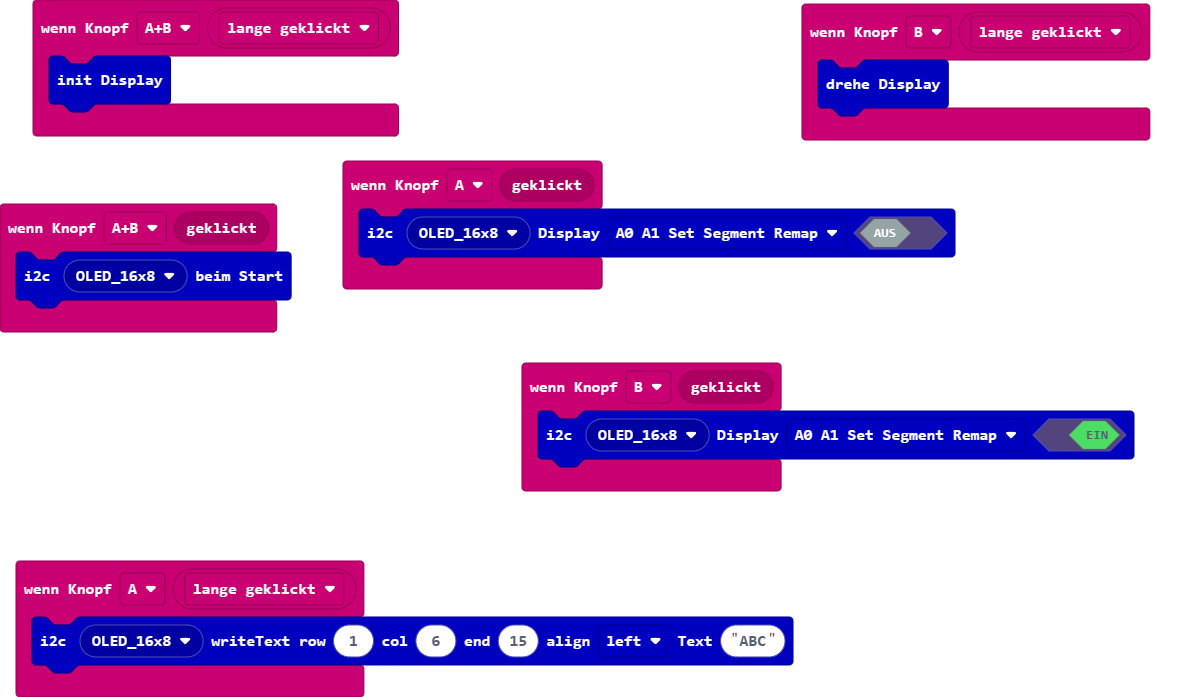 wenn Knopf A+B lange geklickt
init Display
wenn Knopf B lange geklickt
drehe Display
wenn Knopf A geklickt
i2c OLED_16x8 Display A0 A1 Set Segment Remap AUS
wenn Knopf A+B geklickt
i2c OLED_16x8 beim Start
wenn Knopf B geklickt
i2c OLED_16x8 Display A0 A1 Set Segment Remap EIN
wenn Knopf A lange geklickt
i2c OLED_16x8 writeText row 1 col 6 end 15 align left Text "ABC"